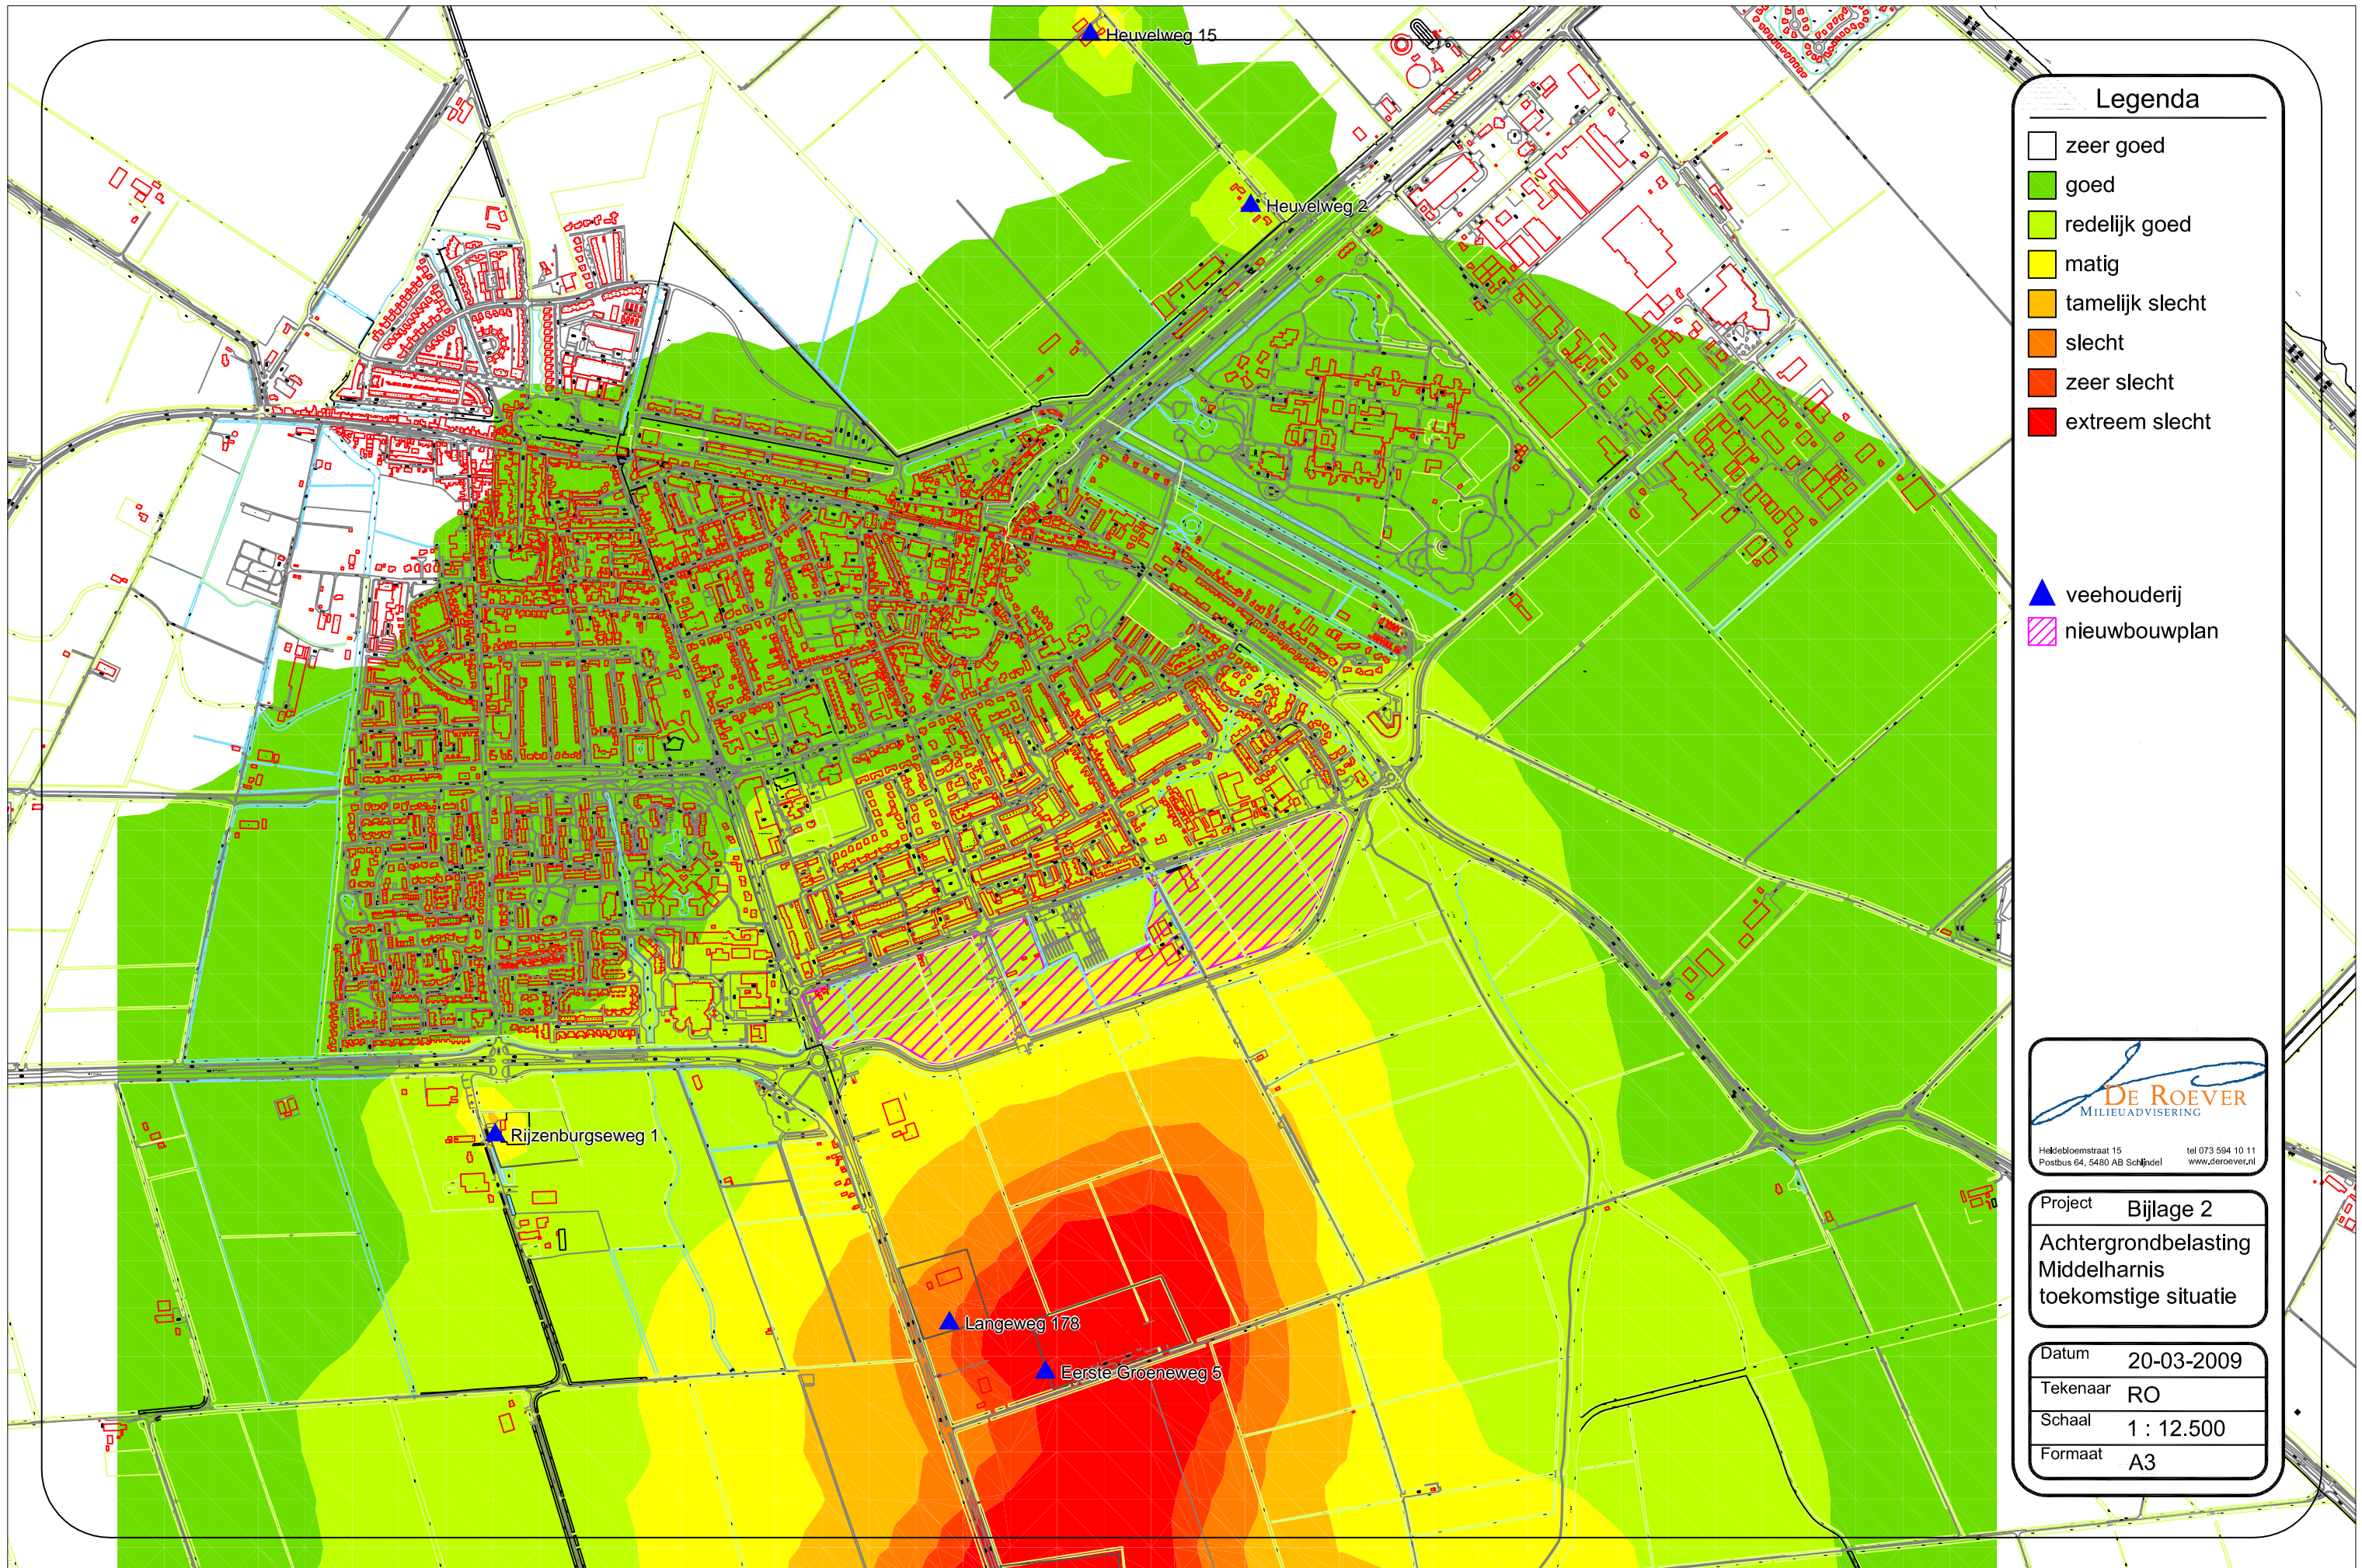 Heuvelweg 15
Heuvelweg 2
Rijzenburgseweg 1
Langeweg 178
Eerste Groeneweg 5
Legenda
zeer goed
goed
redelijk goed
matig
tamelijk slecht
slecht
zeer slecht
extreem slecht
veehouderij
nieuwbouwplan
DE ROEVER
MILIEUADVISERING
Heldebloemstraat 15 tel 073 594 10 11
Postbus 64, 5480 AB Schijndel www.deroever.nl
Project Bijlage 2
Achtergrondbelasting
Middelharnis
toekomstige situatie
Datum 20-03-2009
Tekenaar RO
Schaal 1 : 12.500
Formaat A3